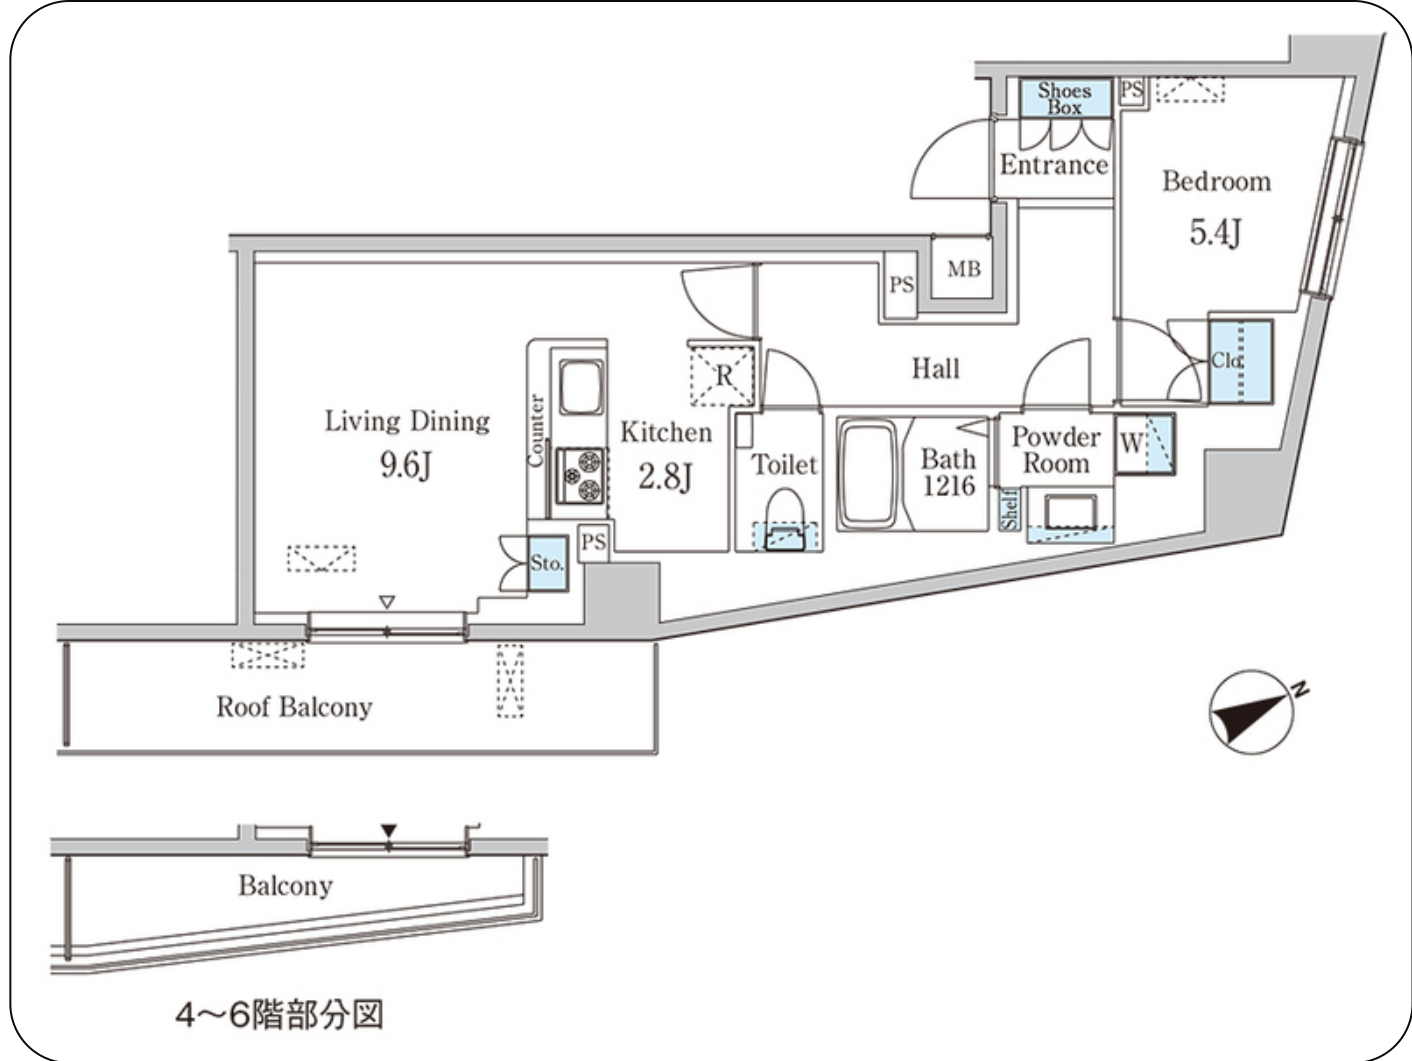 Shoes
Box
PS
Entrance
Bedroom
5.4J
PS
MB
R
Hall
Clo.
Living Dining
9.6J
Counter
Kitchen
2.8J
Toilet
Bath
1216
Powder
Room
W
Shelf
PS
Sto.
Roof Balcony
N
Balcony
4～6階部分図